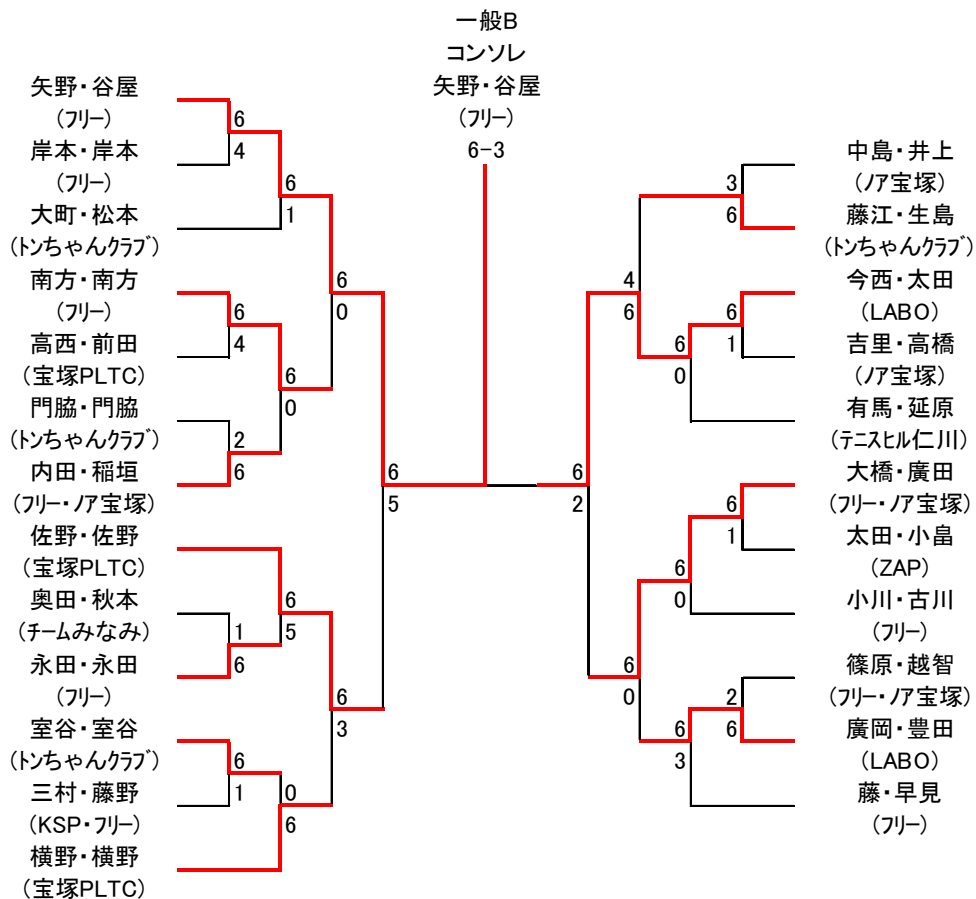 一般B
コンソレ
矢野・谷屋
(フリー)
6-3
矢野・谷屋
(フリー)
6
4
岸本・岸本
(フリー)
6
1
大町・松本
(トンちゃんクラブ)
6
0
南方・南方
(フリー)
6
4
高西・前田
(宝塚PLTC)
6
0
門脇・門脇
(トンちゃんクラブ)
2
6
内田・稲垣
(フリー・ノア宝塚)
6
5
佐野・佐野
(宝塚PLTC)
6
5
奥田・秋本
(チームみなみ)
1
6
永田・永田
(フリー)
6
3
室谷・室谷
(トンちゃんクラブ)
6
1
三村・藤野
(KSP・フリー)
0
6
横野・横野
(宝塚PLTC)
中島・井上
(ノア宝塚)
3
6
藤江・生島
(トンちゃんクラブ)
4
6
今西・太田
(LABO)
6
1
吉里・高橋
(ノア宝塚)
6
0
有馬・延原
(テニスヒル仁川)
6
2
大橋・廣田
(フリー・ノア宝塚)
6
1
太田・小畠
(ZAP)
6
0
小川・古川
(フリー)
6
0
篠原・越智
(フリー・ノア宝塚)
2
6
廣岡・豊田
(LABO)
6
3
藤・早見
(フリー)